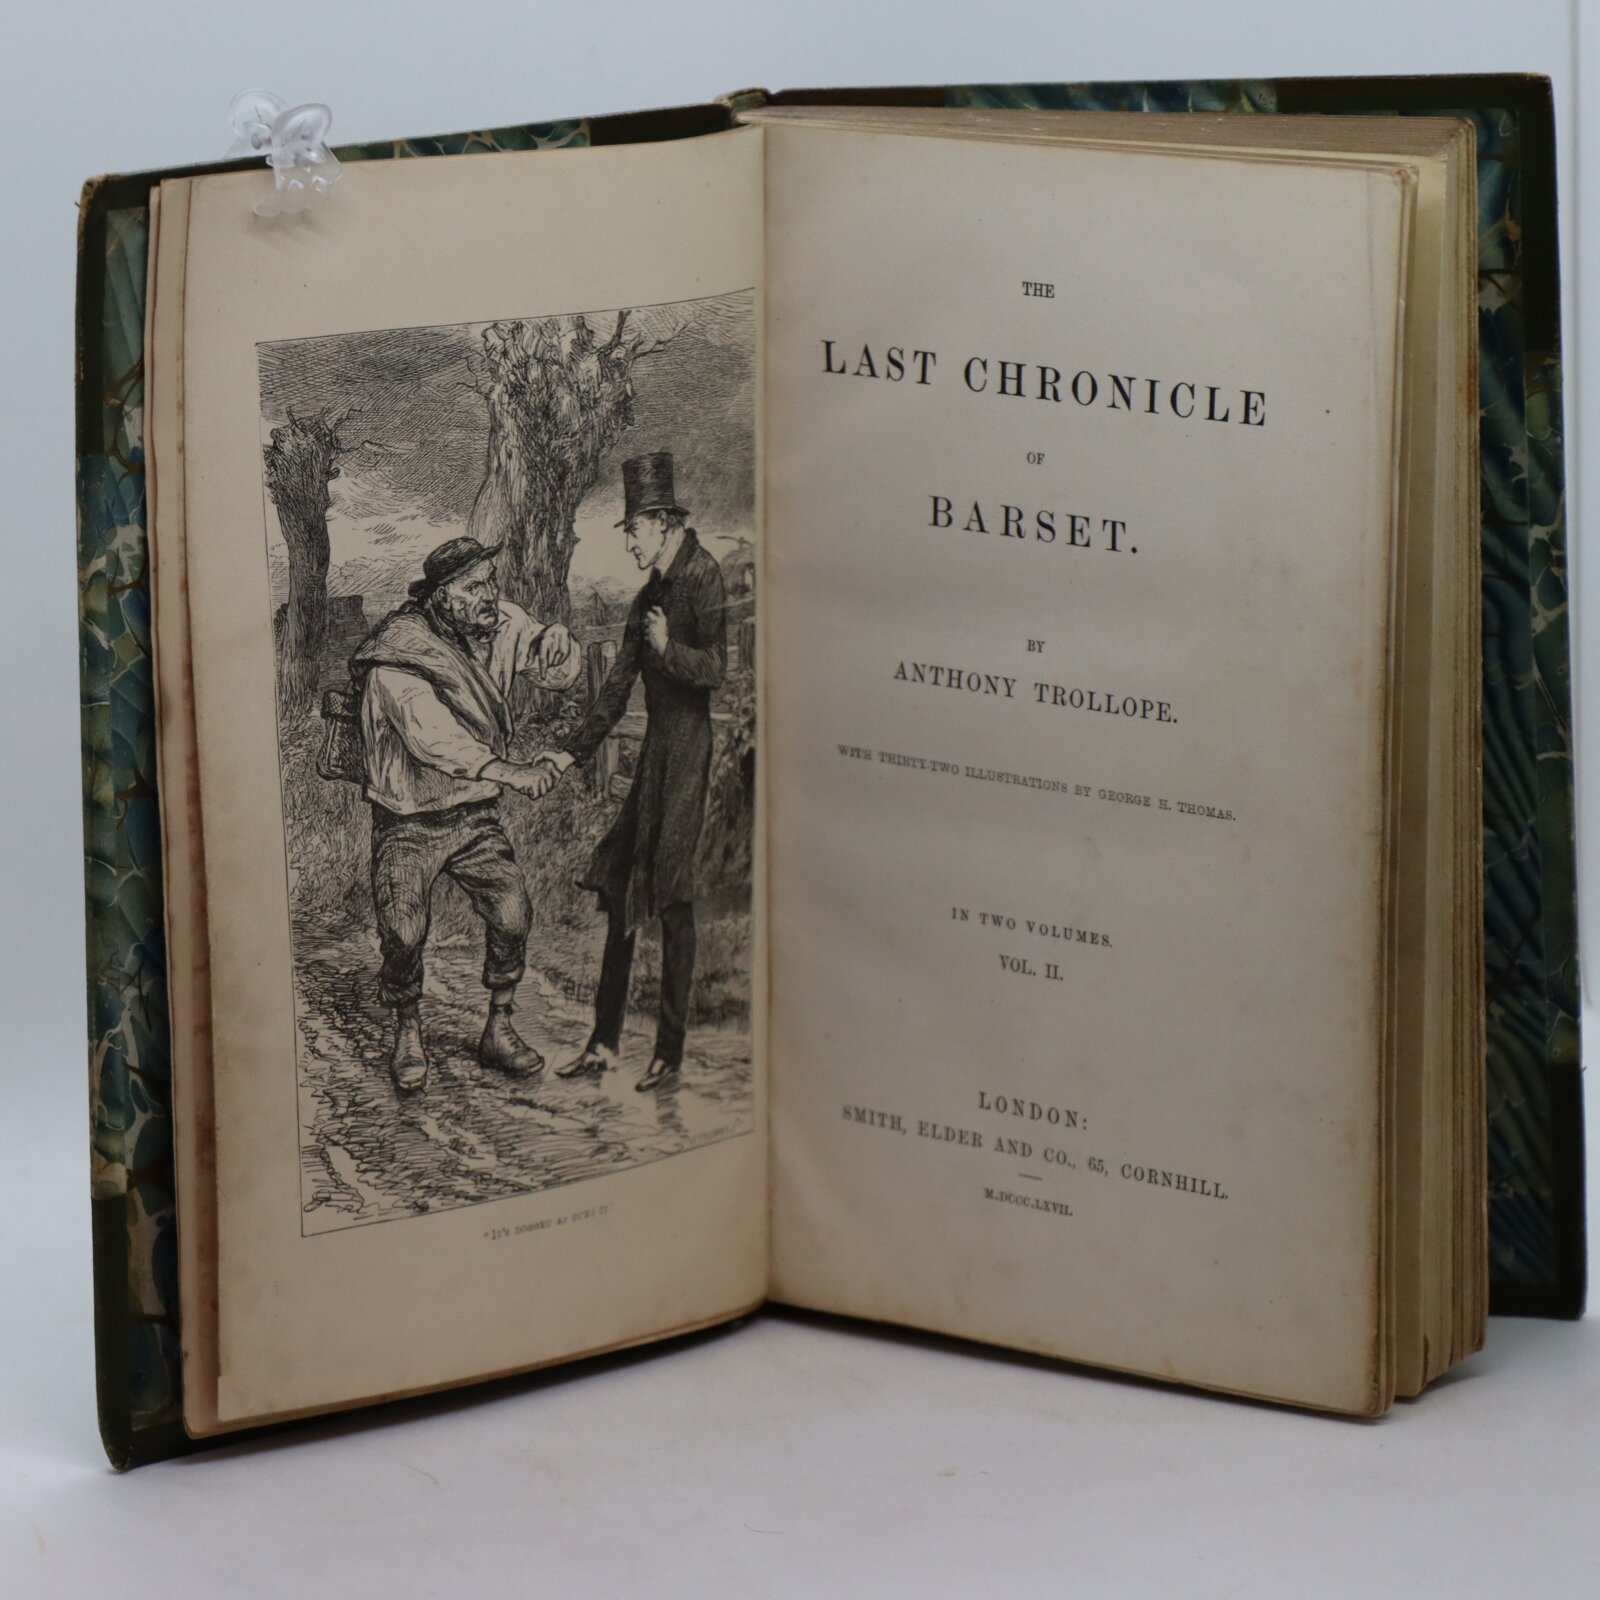 "IT'S DOGGED AS DOES IT"
THE
LAST CHRONICLE
OF
BARSET.
BY
ANTHONY TROLLOPE.
WITH THIRTY-TWO ILLUSTRATIONS BY GEORGE H. THOMAS.
IN TWO VOLUMES.
VOL. II.
LONDON:
SMITH, ELDER AND CO., 65, CORNHILL.
M.DCCC.LXVII.